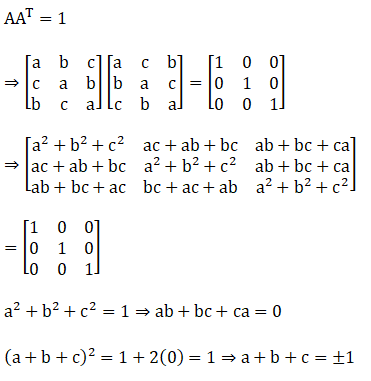 AAᵀ = 1
⇒ [a b c; c a b; b c a] [a c b; b a c; c b a] = [1 0 0; 0 1 0; 0 0 1]
⇒ [a² + b² + c² ac + ab + bc ab + bc + ca; ac + ab + bc a² + b² + c² ab + bc + ca; ab + bc + ac bc + ac + ab a² + b² + c²]
= [1 0 0; 0 1 0; 0 0 1]
a² + b² + c² = 1 ⇒ ab + bc + ca = 0
(a + b + c)² = 1 + 2(0) = 1 ⇒ a + b + c = ±1